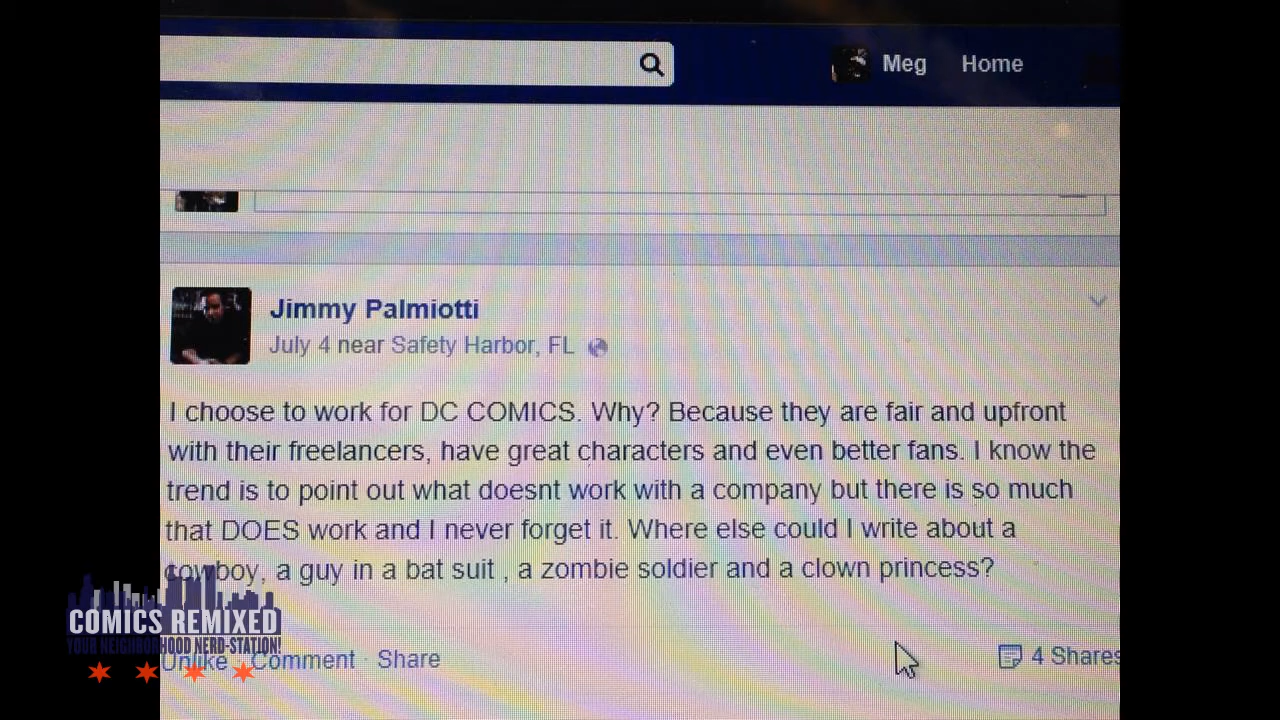 Meg Home
Jimmy Palmiotti
July 4 near Safety Harbor, FL
I choose to work for DC COMICS. Why? Because they are fair and upfront
with their freelancers, have great characters and even better fans. I know the
trend is to point out what doesnt work with a company but there is so much
that DOES work and I never forget it. Where else could I write about a
cowboy, a guy in a bat suit , a zombie soldier and a clown princess?
COMICS REMIXED
YOUR NEIGHBORHOOD NERD-STATION!
Unlike · Comment · Share
4 Shares